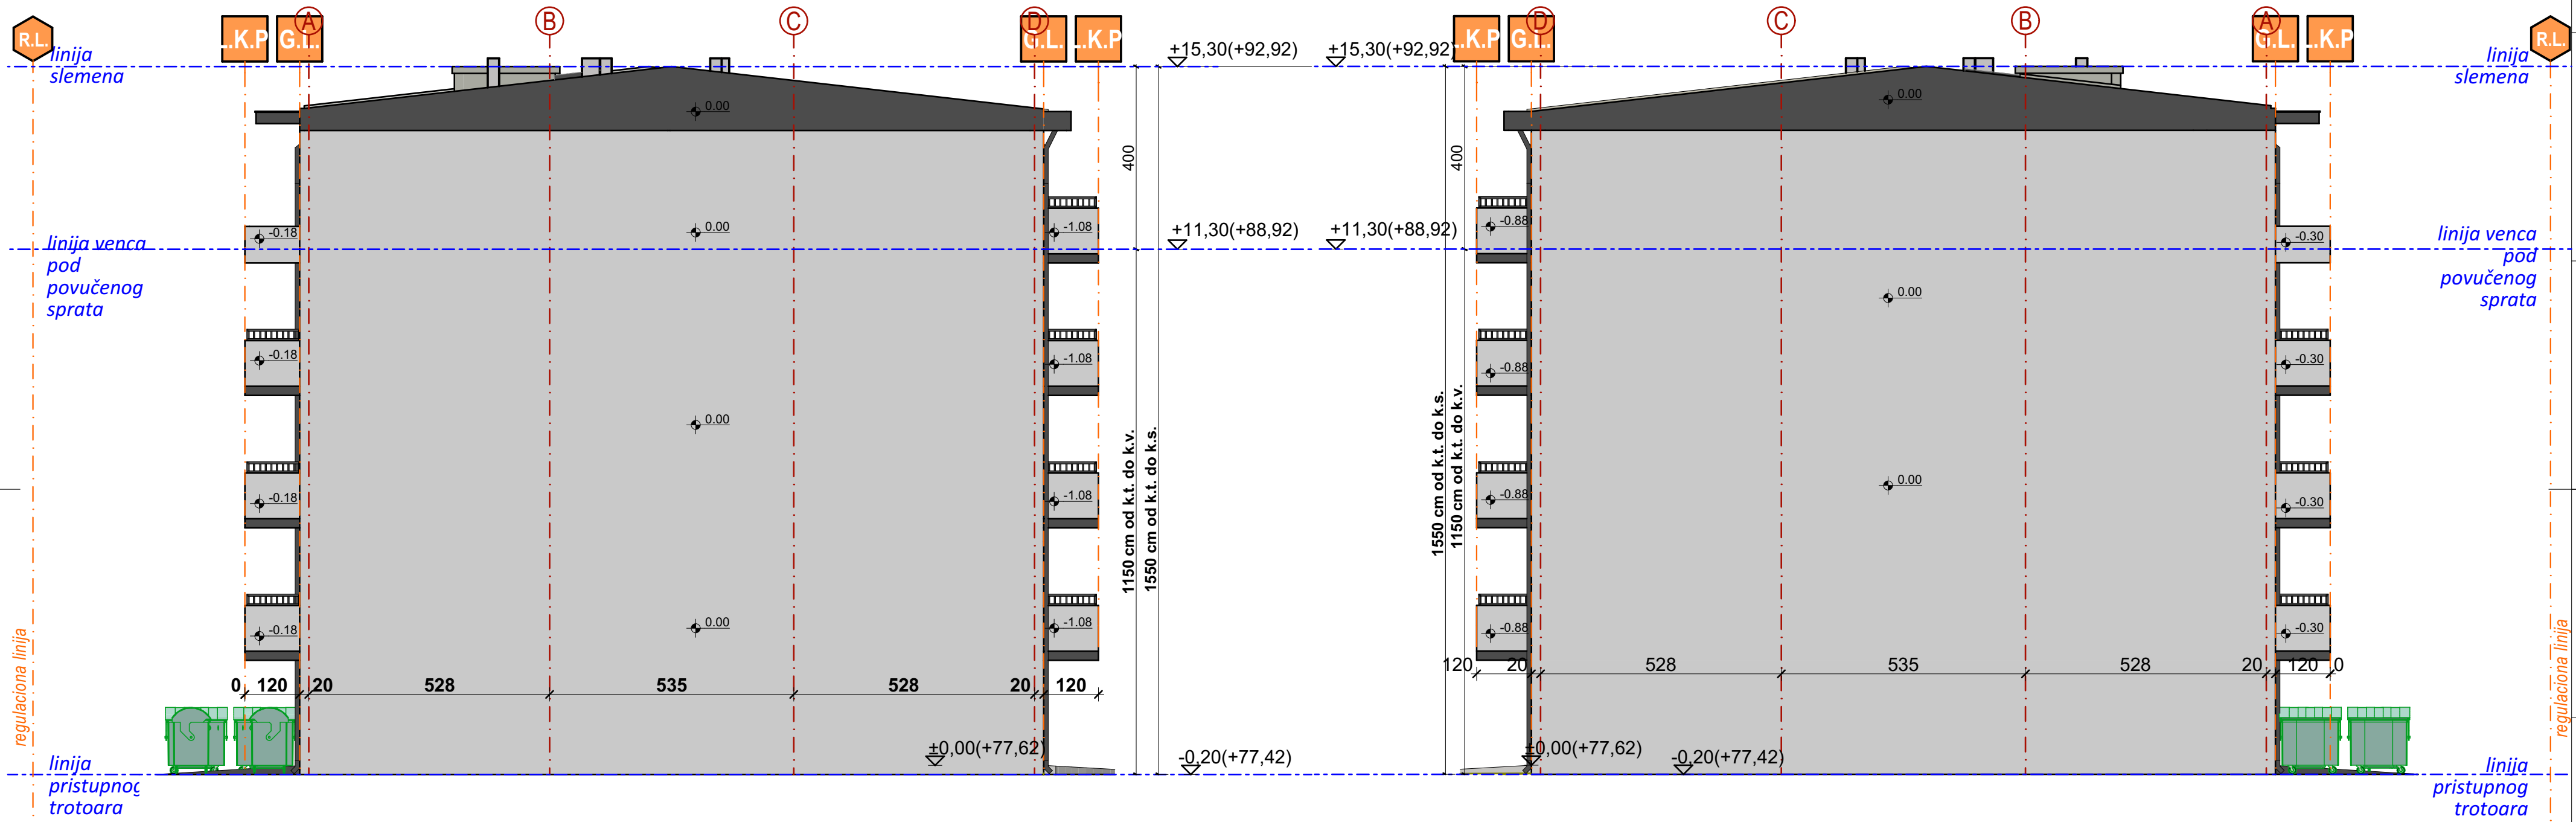 R.L.
L.K.P
G.L.
A
B
C
D
G.L.
L.K.P
L.K.P
G.L.
D
C
B
A
G.L.
L.K.P
R.L.
linija
slemena
+15,30(+92,92)
+15,30(+92,92)
linija
slemena
0.00
0.00
400
400
-0.18
0.00
-1.08
-0.88
-0.30
linija venca
pod
povučenog
sprata
+11,30(+88,92)
+11,30(+88,92)
linija venca
pod
povučenog
sprata
0.00
-0.18
-1.08
-0.88
-0.30
0.00
1150 cm od k.t. do k.v.
1550 cm od k.t. do k.s.
1550 cm od k.t. do k.s.
1150 cm od k.t. do k.v.
-0.18
-1.08
-0.88
0.00
-0.30
-0.18
0.00
-1.08
-0.88
-0.30
regulaciona linija
regulaciona linija
0 120 20 528 535 528 20 120
120 20 528 535 528 20 120 0
±0,00(+77,62)
-0,20(+77,42)
±0,00(+77,62)
-0,20(+77,42)
linija
pristupnog
trotoara
linija
pristupnog
trotoara